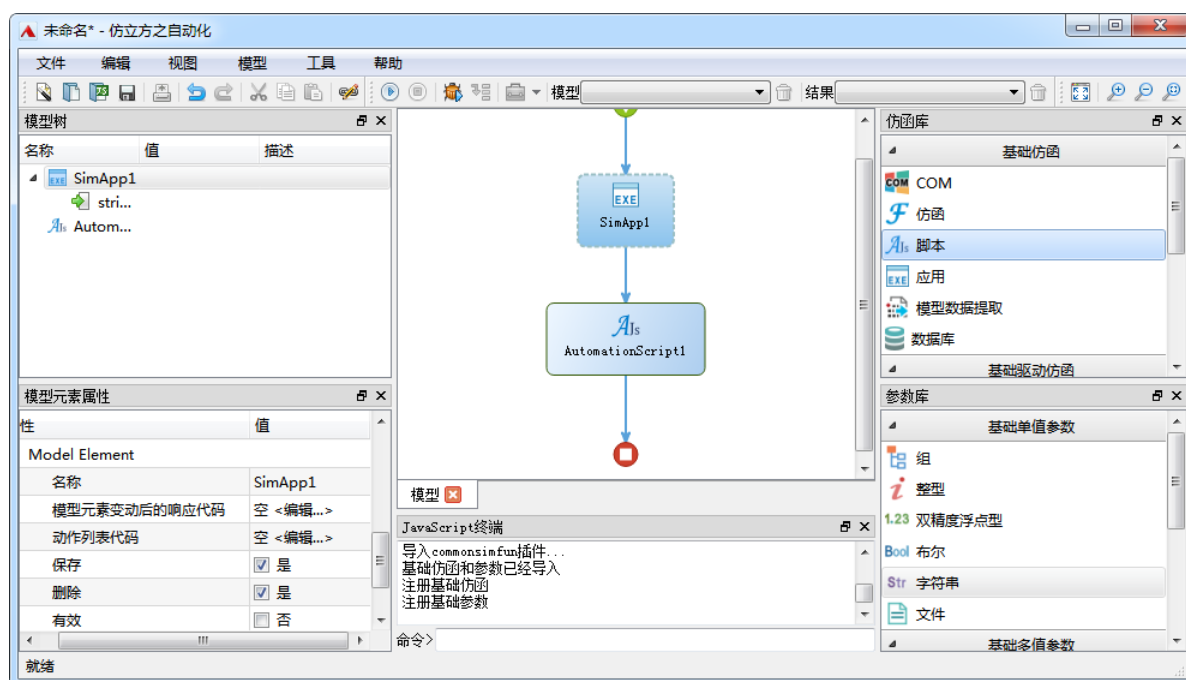 未命名* - 仿立方之自动化
文件 编辑 视图 模型 工具 帮助
模型 结果
模型树
名称 值 描述
EXE SimApp1
stri...
AJs Autom...
模型元素属性
性 值
Model Element
名称 SimApp1
模型元素变动后的响应代码 空 <编辑...>
动作列表代码 空 <编辑...>
保存 是
删除 是
有效 否
就绪
EXE
SimApp1
AJs
AutomationScript1
模型
JavaScript终端
导入commonsimfun插件...
基础仿函和参数已经导入
注册基础仿函
注册基础参数
命令>
仿函库
基础仿函
COM COM
F 仿函
AJs 脚本
EXE 应用
模型数据提取
数据库
基础驱动仿函
参数库
基础单值参数
组
i 整型
1.23 双精度浮点型
Bool 布尔
Str 字符串
文件
基础多值参数